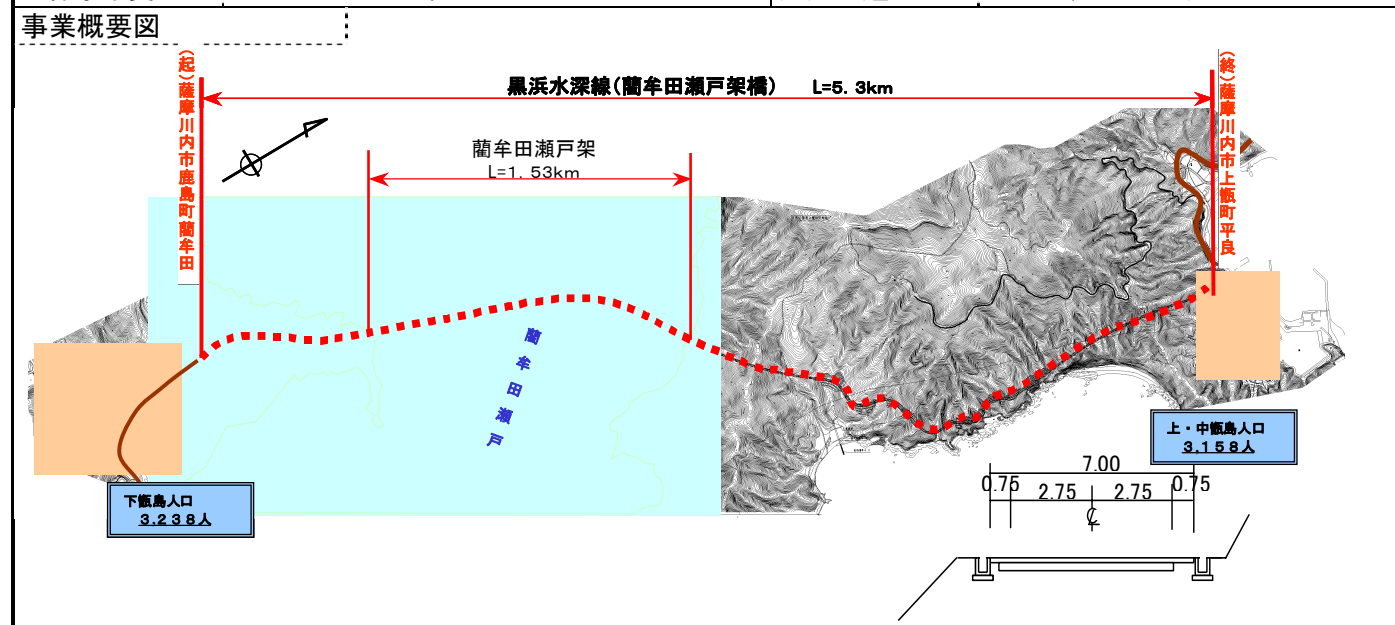 事業概要図
(起)薩摩川内市鹿島町藺牟田
黒浜水深線(藺牟田瀬戸架橋) L=5.3km
(終)薩摩川内市上甑町平良
藺牟田瀬戸架
L=1.53km
藺牟田瀬戸
上・中甑島人口
3,158人
下甑島人口
3,238人
7.00
0.75 2.75 2.75 0.75